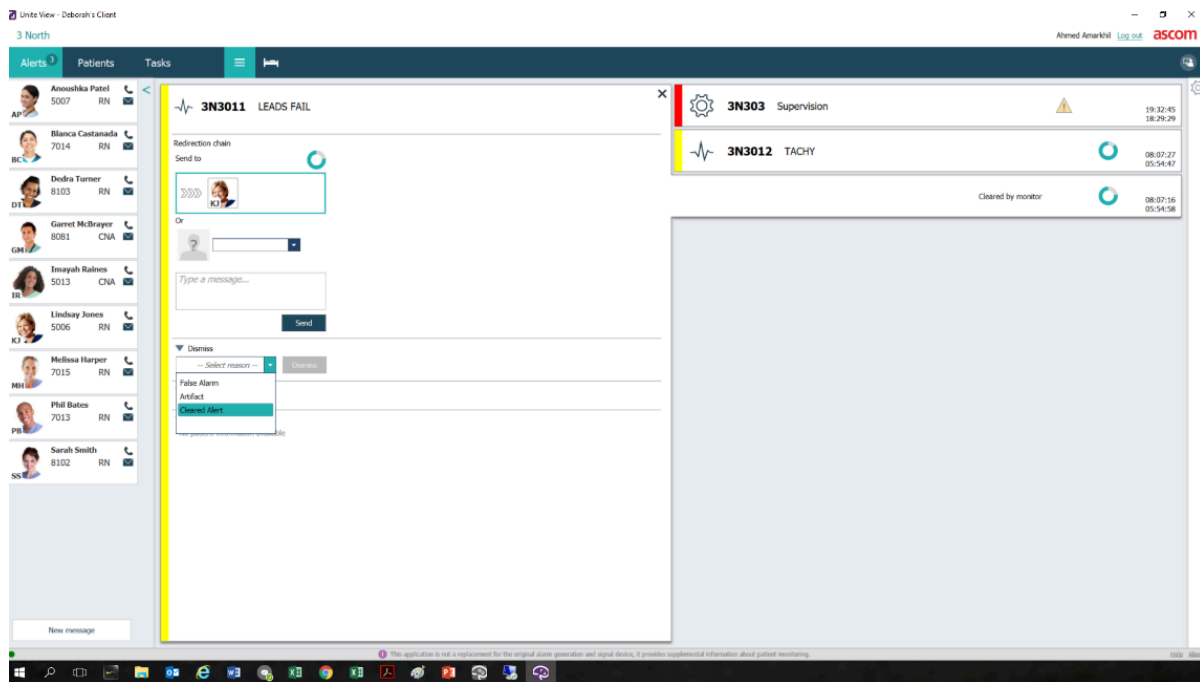 Unite View - Deborah's Client
3 North
Ahmed Amarkhil Log out ascom
Alerts 3 Patients Tasks
Anoushka Patel
5007 RN
AP
Blanca Castanada
7014 RN
BC
Dedra Turner
8103 RN
DT
Garret McBrayer
8081 CNA
GM
Imayah Raines
5013 CNA
IR
Lindsay Jones
5006 RN
KJ
Melissa Harper
7015 RN
MH
Phil Bates
7013 RN
PB
Sarah Smith
8102 RN
SS
New message
<
3N3011 LEADS FAIL
Redirection chain
Send to
KJ
Or
?
Type a message...
Send
Dismiss
-- Select reason -- Dismiss
False Alarm
Artifact
Cleared Alert
No patient information available
3N303 Supervision
19:32:45
18:29:29
3N3012 TACHY
08:07:27
05:54:47
Cleared by monitor
08:07:16
05:54:58
This application is not a replacement for the original alarm generation and signal device, it provides supplemental information about patient monitoring.
Help